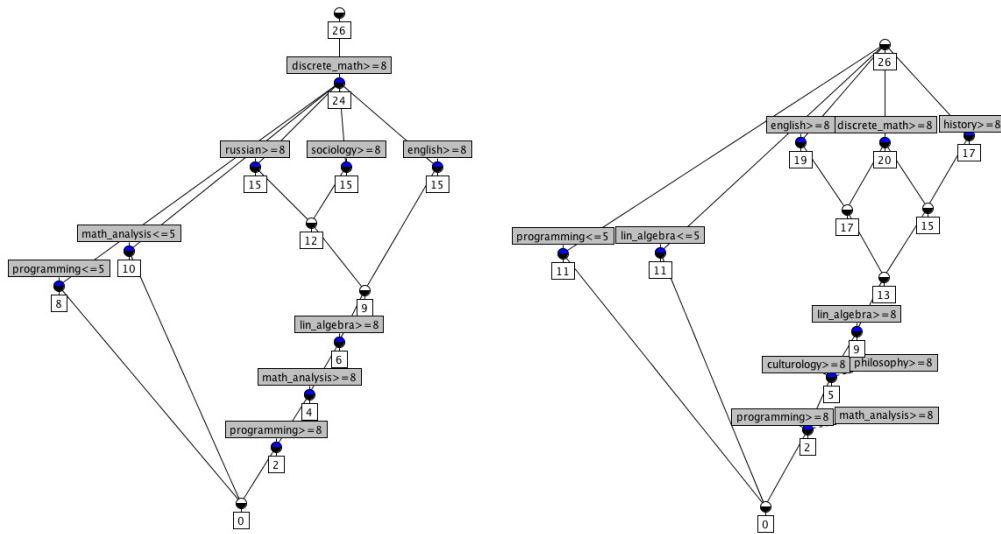 26
discrete_math>=8
24
russian>=8 sociology>=8 english>=8
15 15 15
12
math_analysis<=5
10
programming<=5
8
9
lin_algebra>=8
6
math_analysis>=8
4
programming>=8
2
0
26
english>=8 discrete_math>=8 history>=8
19 20 17
17 15
programming<=5 lin_algebra<=5
11 11
13
lin_algebra>=8
9
culturology>=8 philosophy>=8
5
programming>=8 math_analysis>=8
2
0